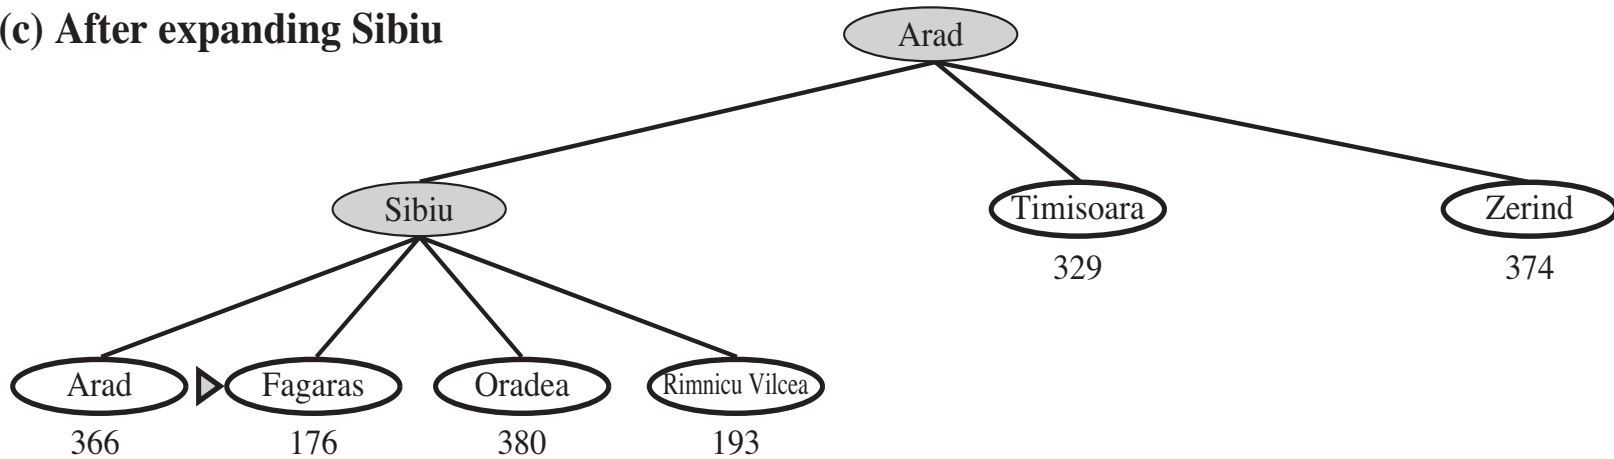 (c) After expanding Sibiu
Arad
Sibiu
Timisoara
Zerind
329
374
Arad
Fagaras
Oradea
Rimnicu Vilcea
366
176
380
193